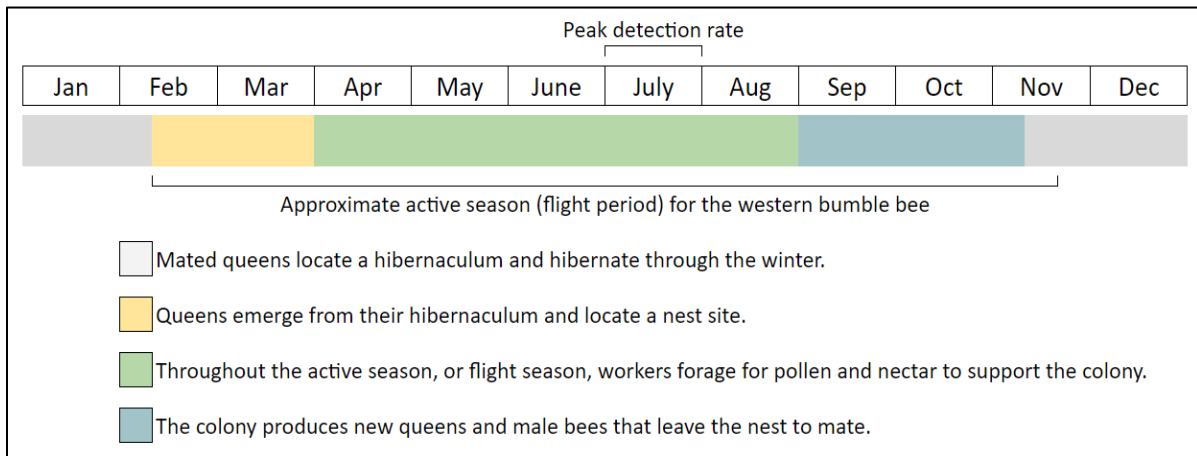 Peak detection rate
Jan Feb Mar Apr May June July Aug Sep Oct Nov Dec
Approximate active season (flight period) for the western bumble bee
Mated queens locate a hibernaculum and hibernate through the winter.
Queens emerge from their hibernaculum and locate a nest site.
Throughout the active season, or flight season, workers forage for pollen and nectar to support the colony.
The colony produces new queens and male bees that leave the nest to mate.